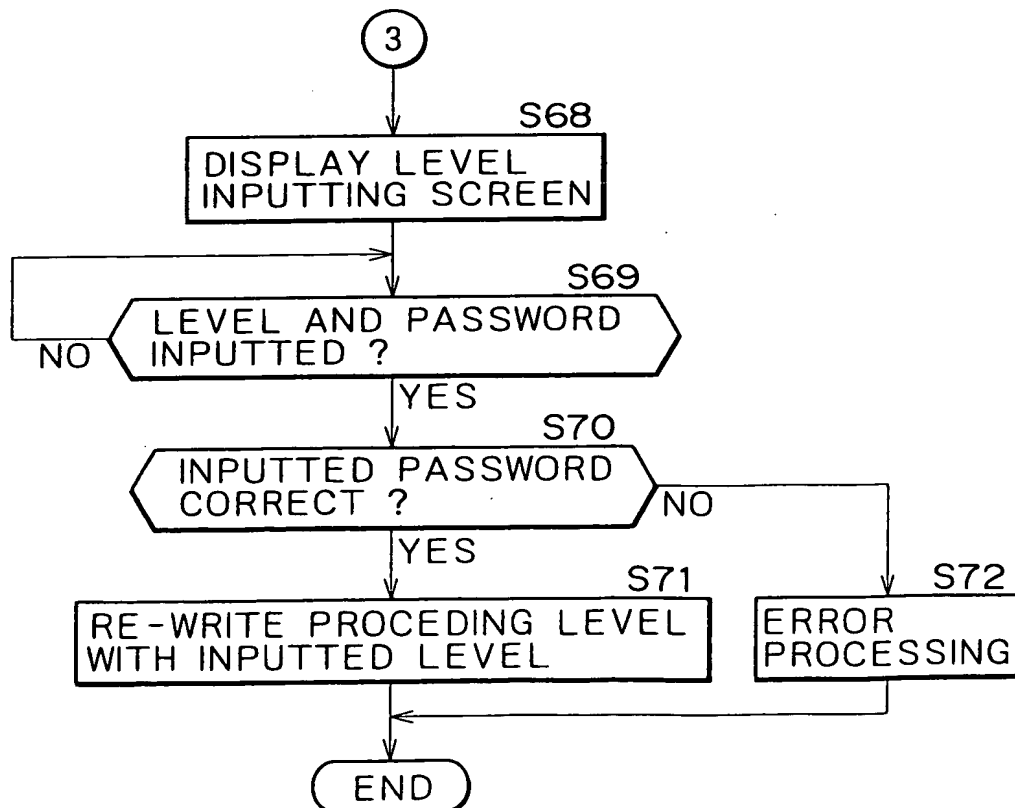 3
S68
DISPLAY LEVEL
INPUTTING SCREEN
S69
LEVEL AND PASSWORD
INPUTTED ?
NO
YES
S70
INPUTTED PASSWORD
CORRECT ?
NO
YES
S71
RE-WRITE PROCEDING LEVEL
WITH INPUTTED LEVEL
S72
ERROR
PROCESSING
END